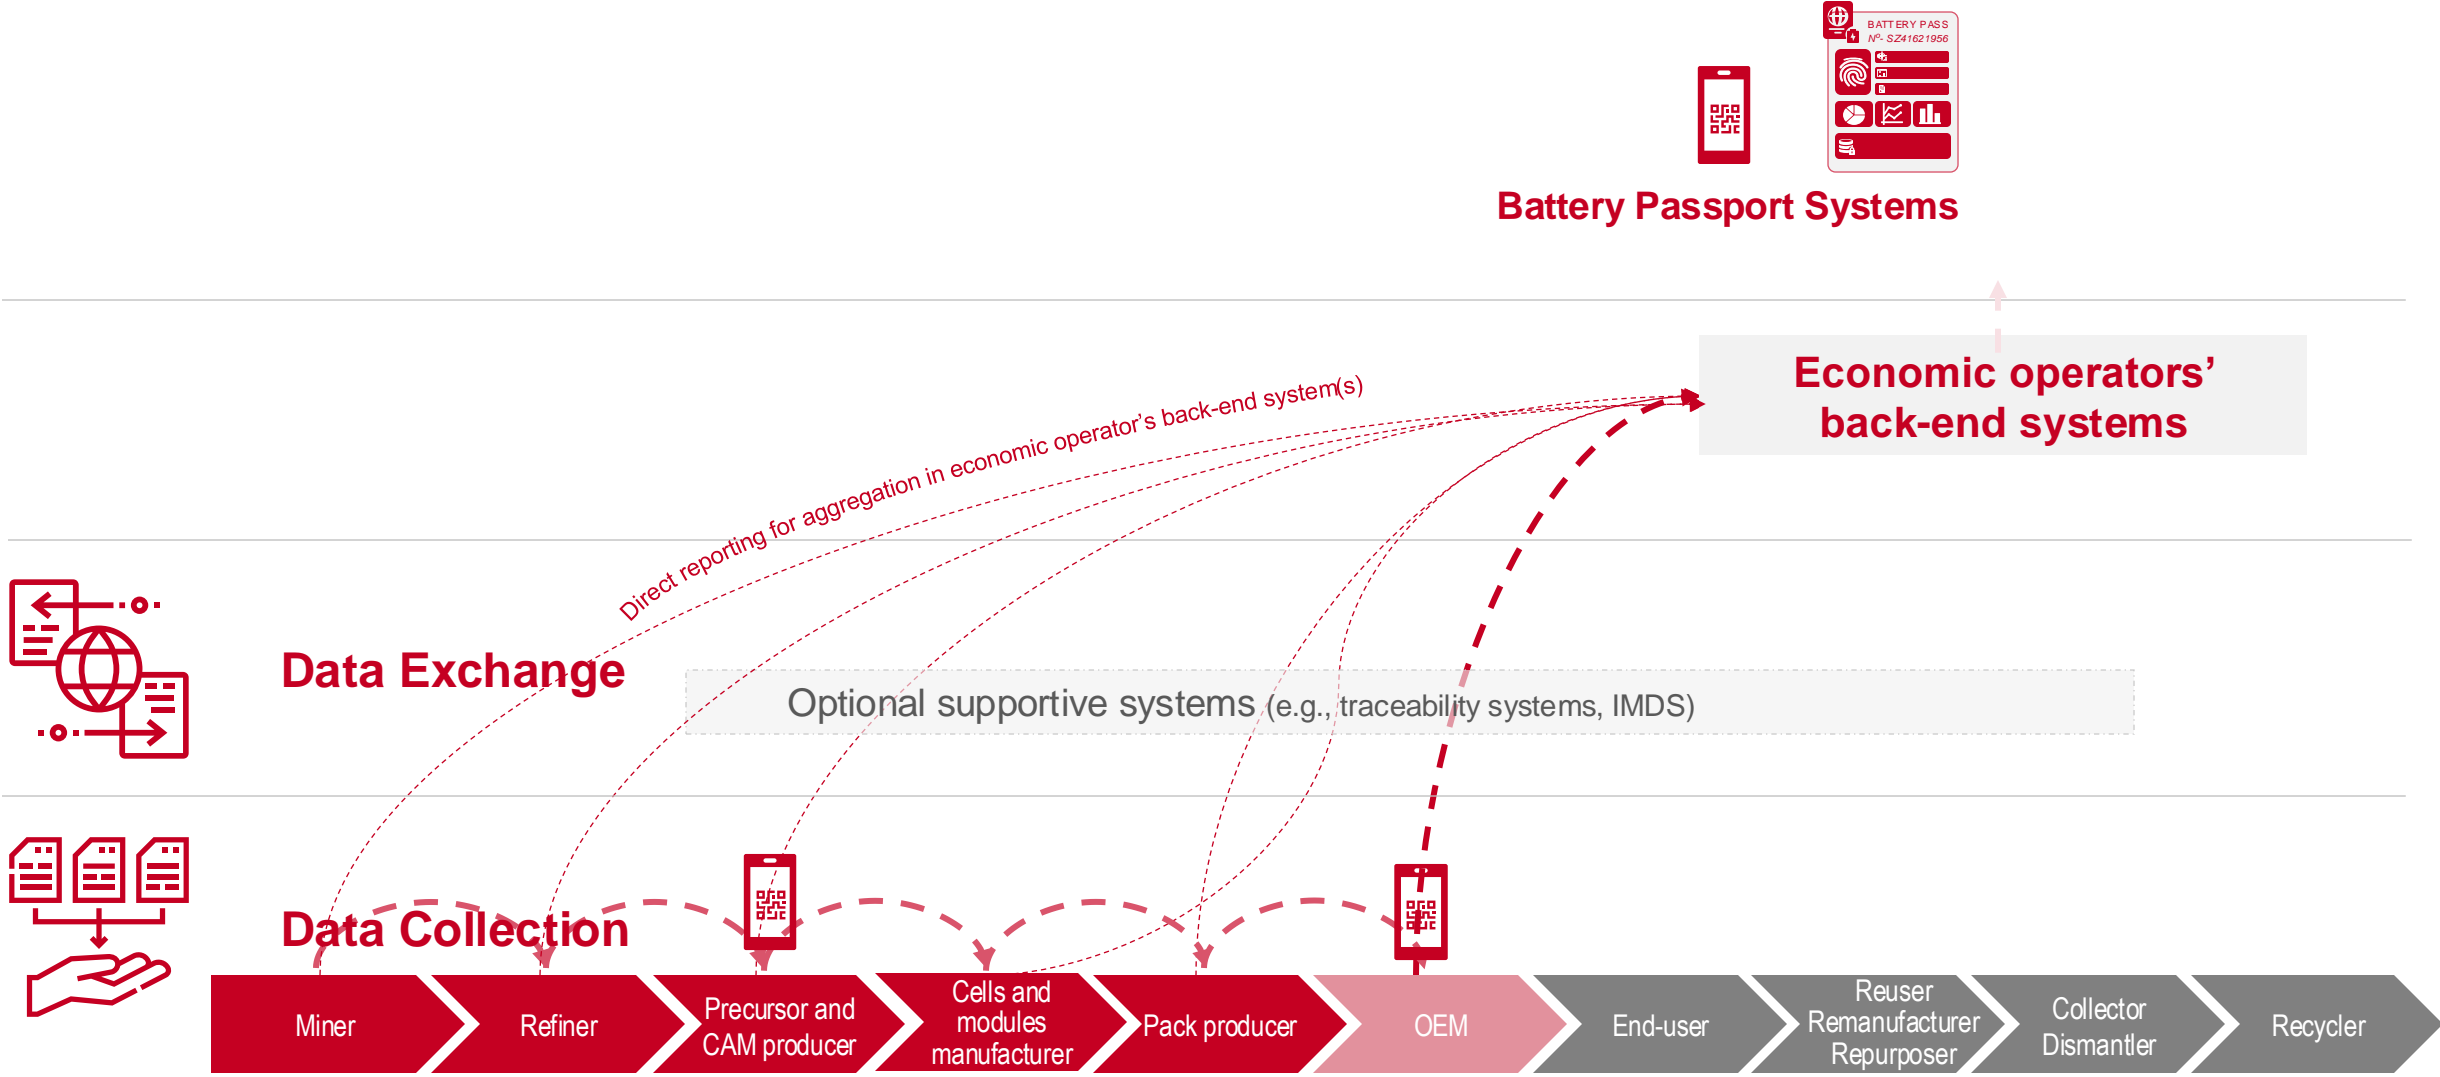 BATTERY PASS
Nº- SZ41621956
Battery Passport Systems
Economic operators’
back-end systems
Direct reporting for aggregation in economic operator’s back-end system(s)
Data Exchange
Optional supportive systems (e.g., traceability systems, IMDS)
Data Collection
Miner
Refiner
Precursor and
CAM producer
Cells and
modules
manufacturer
Pack producer
OEM
End-user
Reuser
Remanufacturer
Repurposer
Collector
Dismantler
Recycler